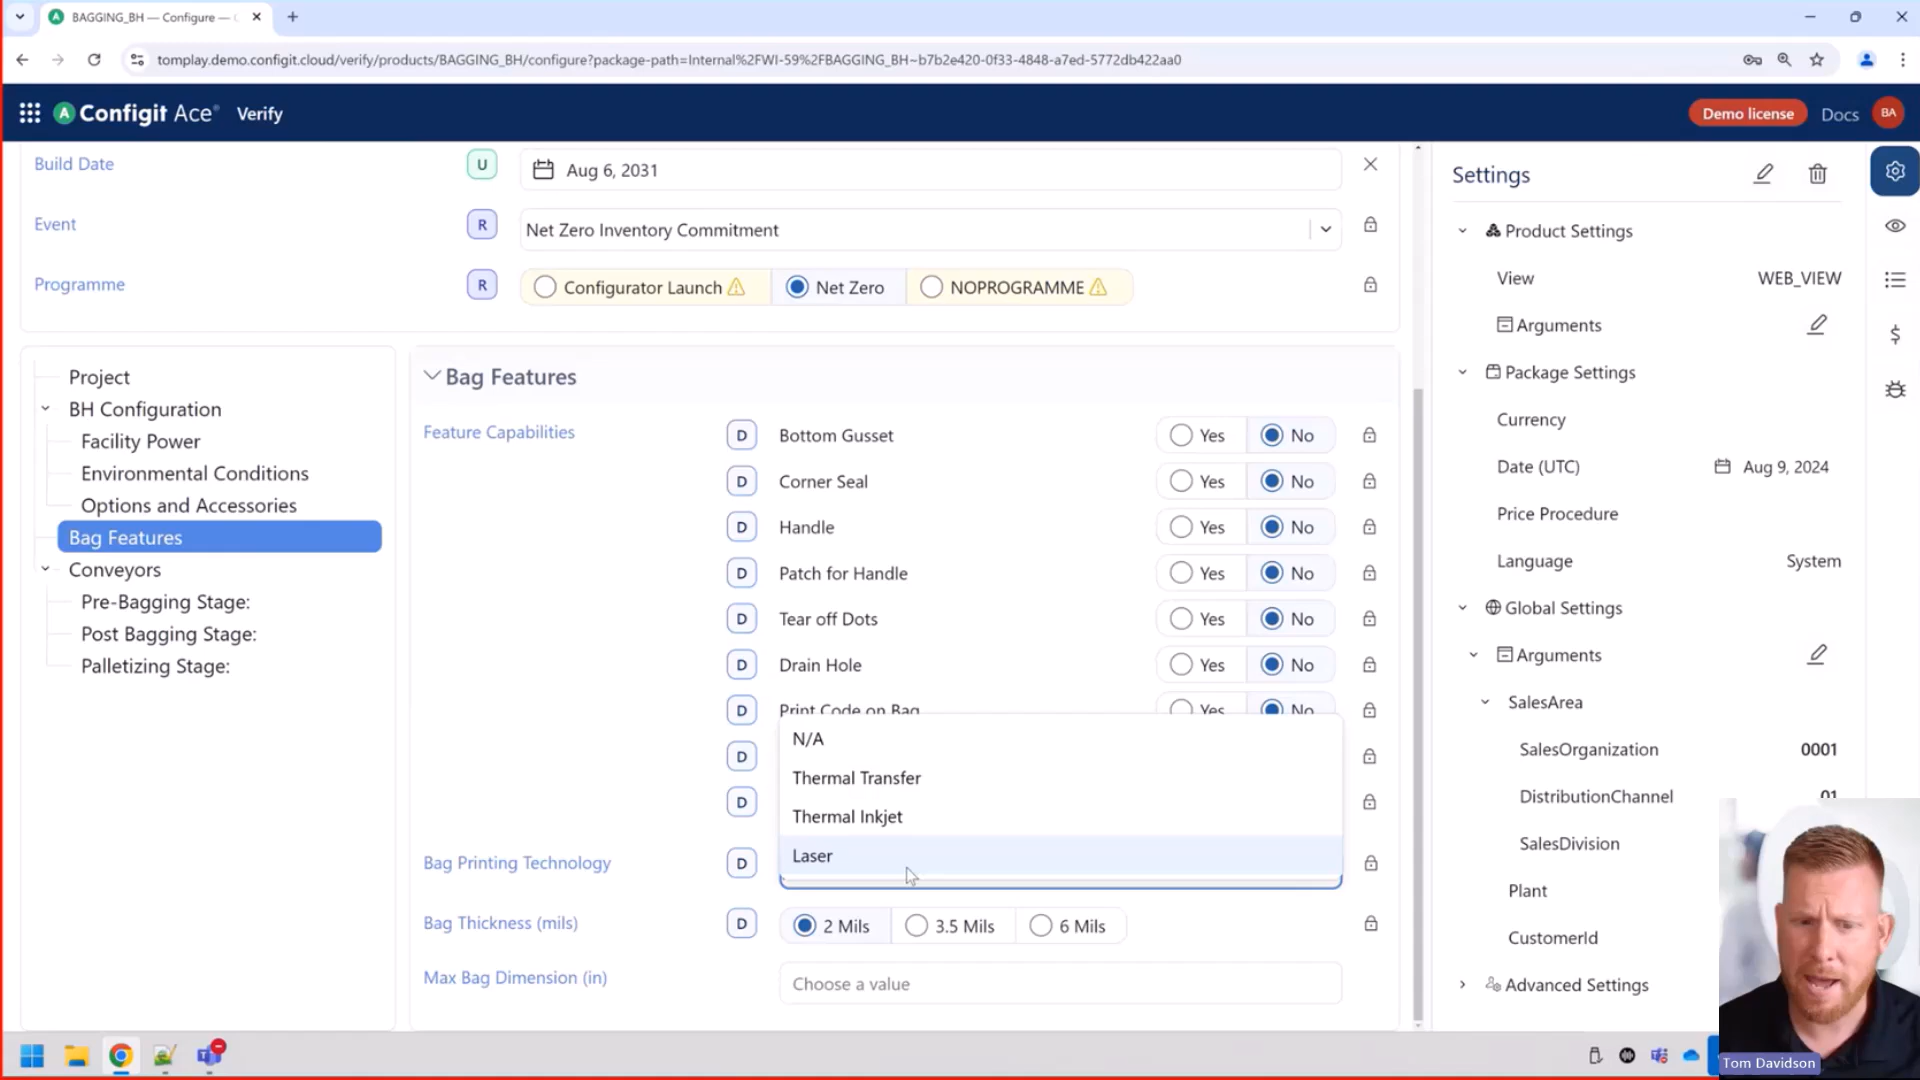 BAGGING_BH — Configure —
tomplay.demo.configit.cloud/verify/products/BAGGING_BH/configure?package-path=Internal%2FWI-59%2FBAGGING_BH~b7b2e420-0f33-4848-a7ed-5772db422aa0
A Configit Ace® Verify
Demo license
Docs
BA
Build Date
U
Aug 6, 2031
Event
R
Net Zero Inventory Commitment
Programme
R
Configurator Launch
Net Zero
NOPROGRAMME
Project
BH Configuration
Facility Power
Environmental Conditions
Options and Accessories
Bag Features
Conveyors
Pre-Bagging Stage:
Post Bagging Stage:
Palletizing Stage:
Bag Features
Feature Capabilities
D Bottom Gusset Yes No
D Corner Seal Yes No
D Handle Yes No
D Patch for Handle Yes No
D Tear off Dots Yes No
D Drain Hole Yes No
D Print Code on Bag Yes No
D
D
N/A
Thermal Transfer
Thermal Inkjet
Laser
Bag Printing Technology D
Bag Thickness (mils) D 2 Mils 3.5 Mils 6 Mils
Max Bag Dimension (in) Choose a value
Settings
Product Settings
View WEB_VIEW
Arguments
Package Settings
Currency
Date (UTC) Aug 9, 2024
Price Procedure
Language System
Global Settings
Arguments
SalesArea
SalesOrganization 0001
DistributionChannel 01
SalesDivision
Plant
CustomerId
Advanced Settings
Tom Davidson